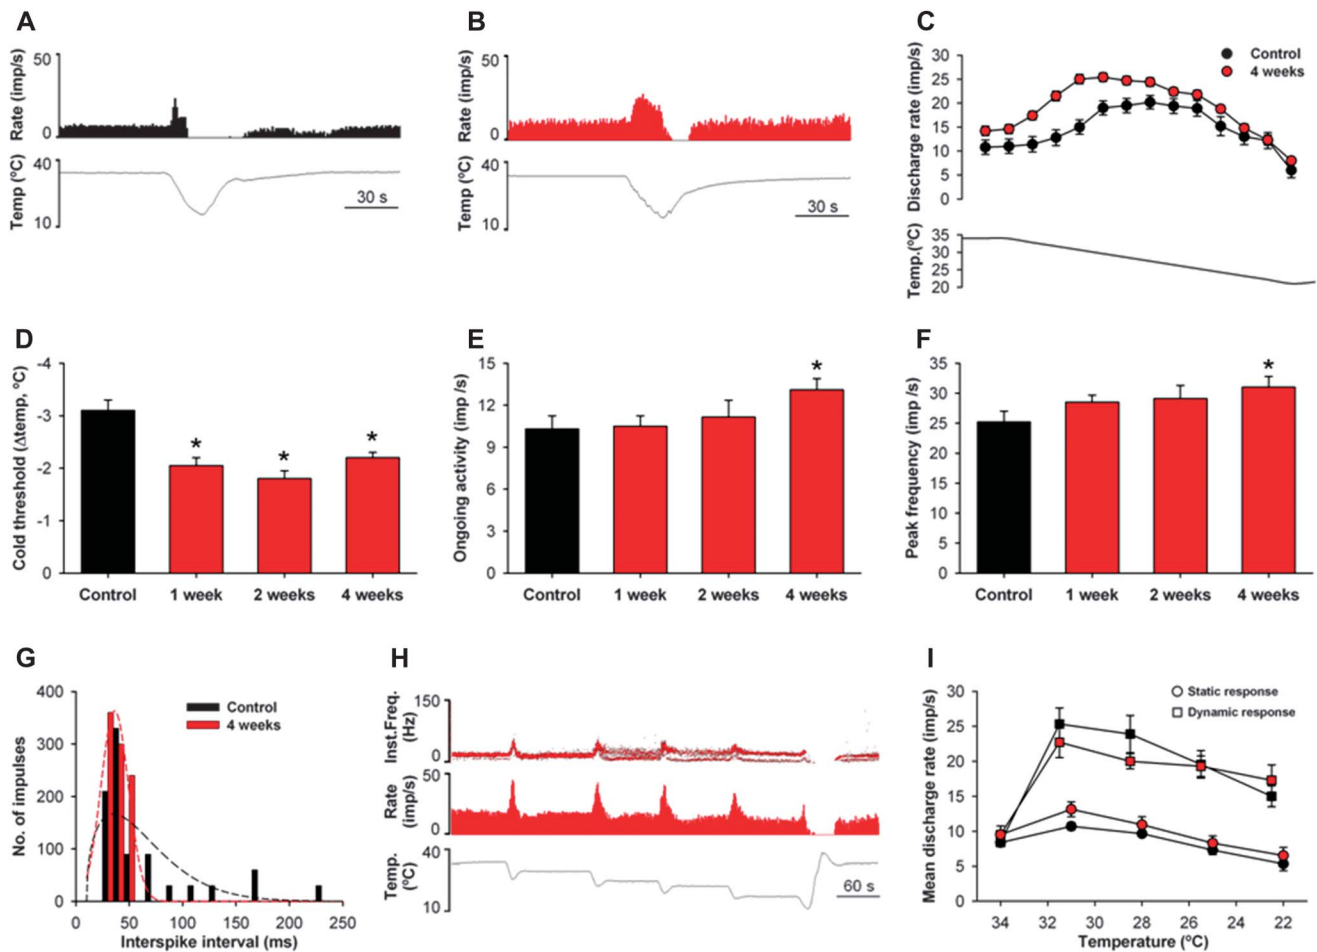 A
50
Rate (imp/s)
0
40
Temp (ºC)
10
30 s
B
50
Rate (imp/s)
0
40
Temp (ºC)
10
30 s
C
Control
4 weeks
30
25
20
15
10
5
0
Discharge rate (imp/s)
35
30
25
20
Temp.(ºC)
D
-4
-3
-2
-1
0
Cold threshold (Δtemp, ºC)
*
*
*
Control 1 week 2 weeks 4 weeks
E
15
12
9
6
3
0
Ongoing activity (imp /s)
*
Control 1 week 2 weeks 4 weeks
F
35
30
25
20
15
10
5
0
Peak frequency (imp /s)
*
Control 1 week 2 weeks 4 weeks
G
400
300
200
100
0
No. of impulses
Control
4 weeks
0 50 100 150 200 250
Interspike interval (ms)
H
150
Inst.Freq.
(Hz)
0
50
Rate
(imp/s)
0
40
Temp.
(ºC)
10
60 s
I
30
25
20
15
10
5
0
Mean discharge rate (imp/s)
Static response
Dynamic response
34 32 30 28 26 24 22
Temperature (ºC)